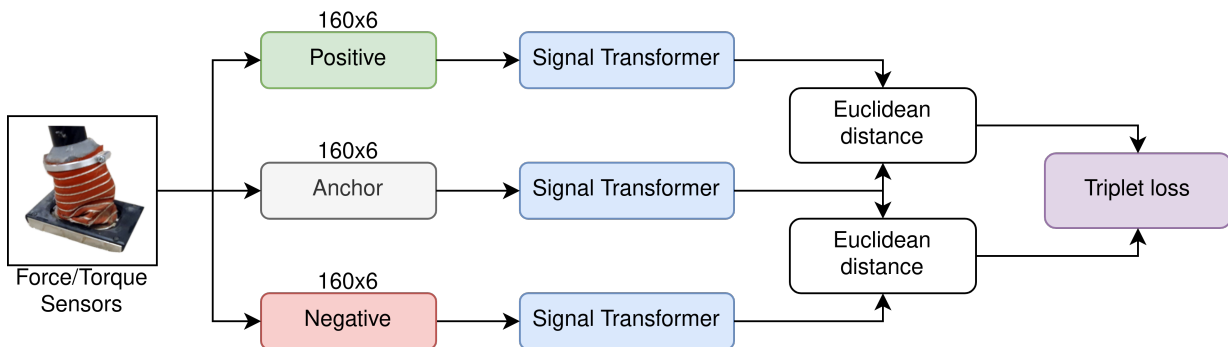 160x6
Positive
Signal Transformer
Euclidean
distance
160x6
Anchor
Signal Transformer
Triplet loss
Force/Torque
Sensors
160x6
Negative
Signal Transformer
Euclidean
distance